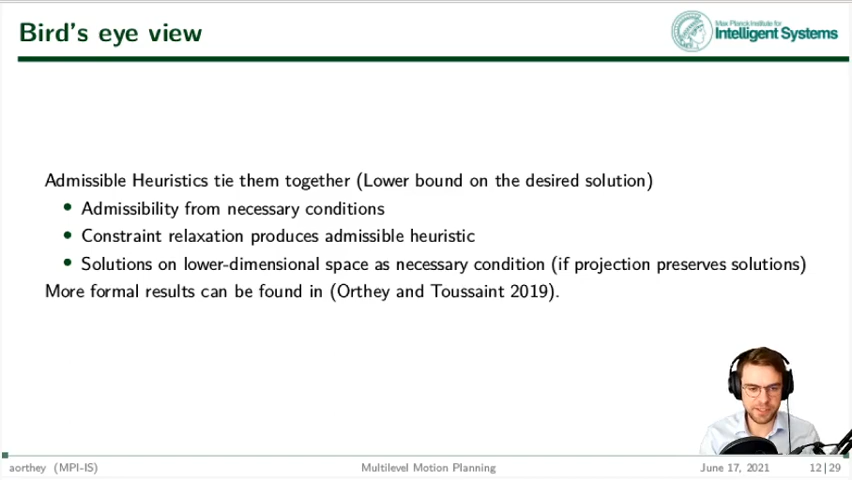 Bird's eye view
Max Planck Institute for
Intelligent Systems
Admissible Heuristics tie them together (Lower bound on the desired solution)
• Admissibility from necessary conditions
• Constraint relaxation produces admissible heuristic
• Solutions on lower-dimensional space as necessary condition (if projection preserves solutions)
More formal results can be found in (Orthey and Toussaint 2019).
aorthey (MPI-IS) Multilevel Motion Planning June 17, 2021 12|29